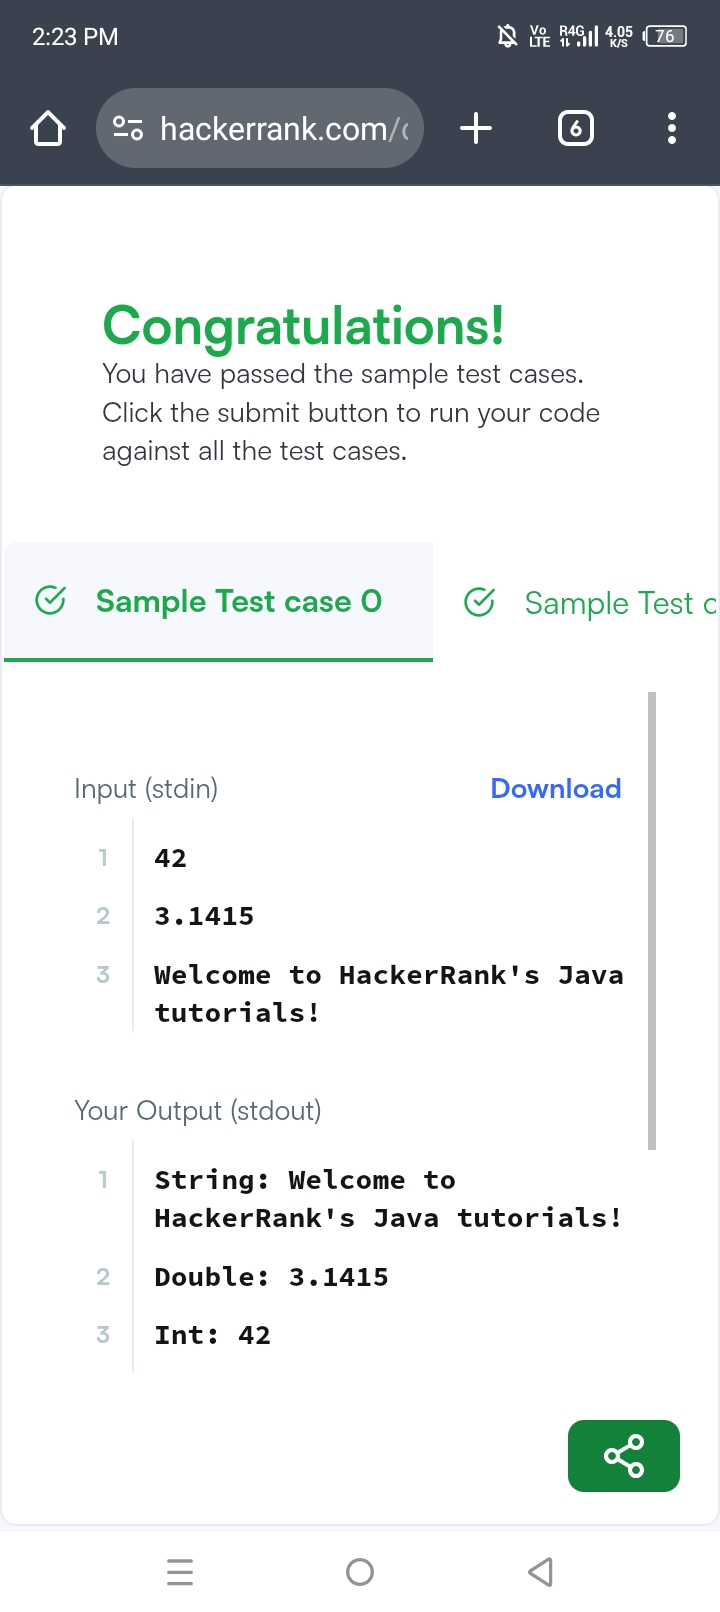 2:23 PM
Vo LTE R4G 4.05 K/S 76
hackerrank.com/
6
Congratulations!
You have passed the sample test cases.
Click the submit button to run your code
against all the test cases.
Sample Test case 0
Sample Test c
Input (stdin)
Download
1 42
2 3.1415
3 Welcome to HackerRank's Java
tutorials!
Your Output (stdout)
1 String: Welcome to
HackerRank's Java tutorials!
2 Double: 3.1415
3 Int: 42